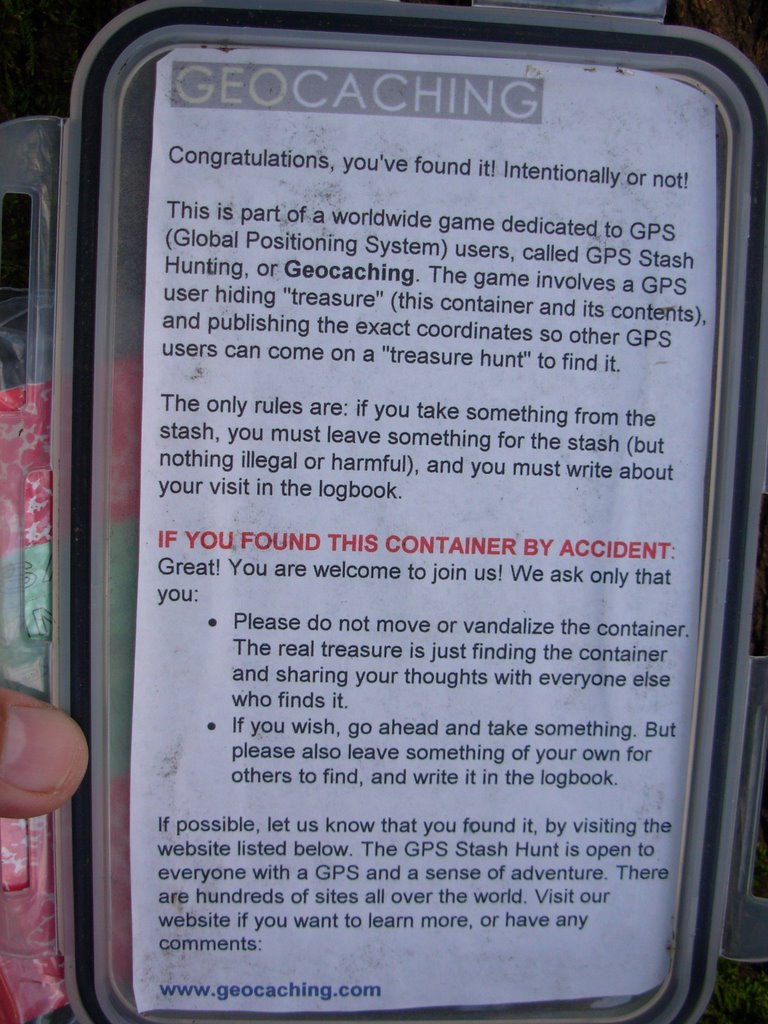 GEOCACHING
Congratulations, you've found it! Intentionally or not!
This is part of a worldwide game dedicated to GPS
(Global Positioning System) users, called GPS Stash
Hunting, or Geocaching. The game involves a GPS
user hiding "treasure" (this container and its contents),
and publishing the exact coordinates so other GPS
users can come on a "treasure hunt" to find it.
The only rules are: if you take something from the
stash, you must leave something for the stash (but
nothing illegal or harmful), and you must write about
your visit in the logbook.
IF YOU FOUND THIS CONTAINER BY ACCIDENT:
Great! You are welcome to join us! We ask only that
you:
• Please do not move or vandalize the container.
The real treasure is just finding the container
and sharing your thoughts with everyone else
who finds it.
• If you wish, go ahead and take something. But
please also leave something of your own for
others to find, and write it in the logbook.
If possible, let us know that you found it, by visiting the
website listed below. The GPS Stash Hunt is open to
everyone with a GPS and a sense of adventure. There
are hundreds of sites all over the world. Visit our
website if you want to learn more, or have any
comments:
www.geocaching.com